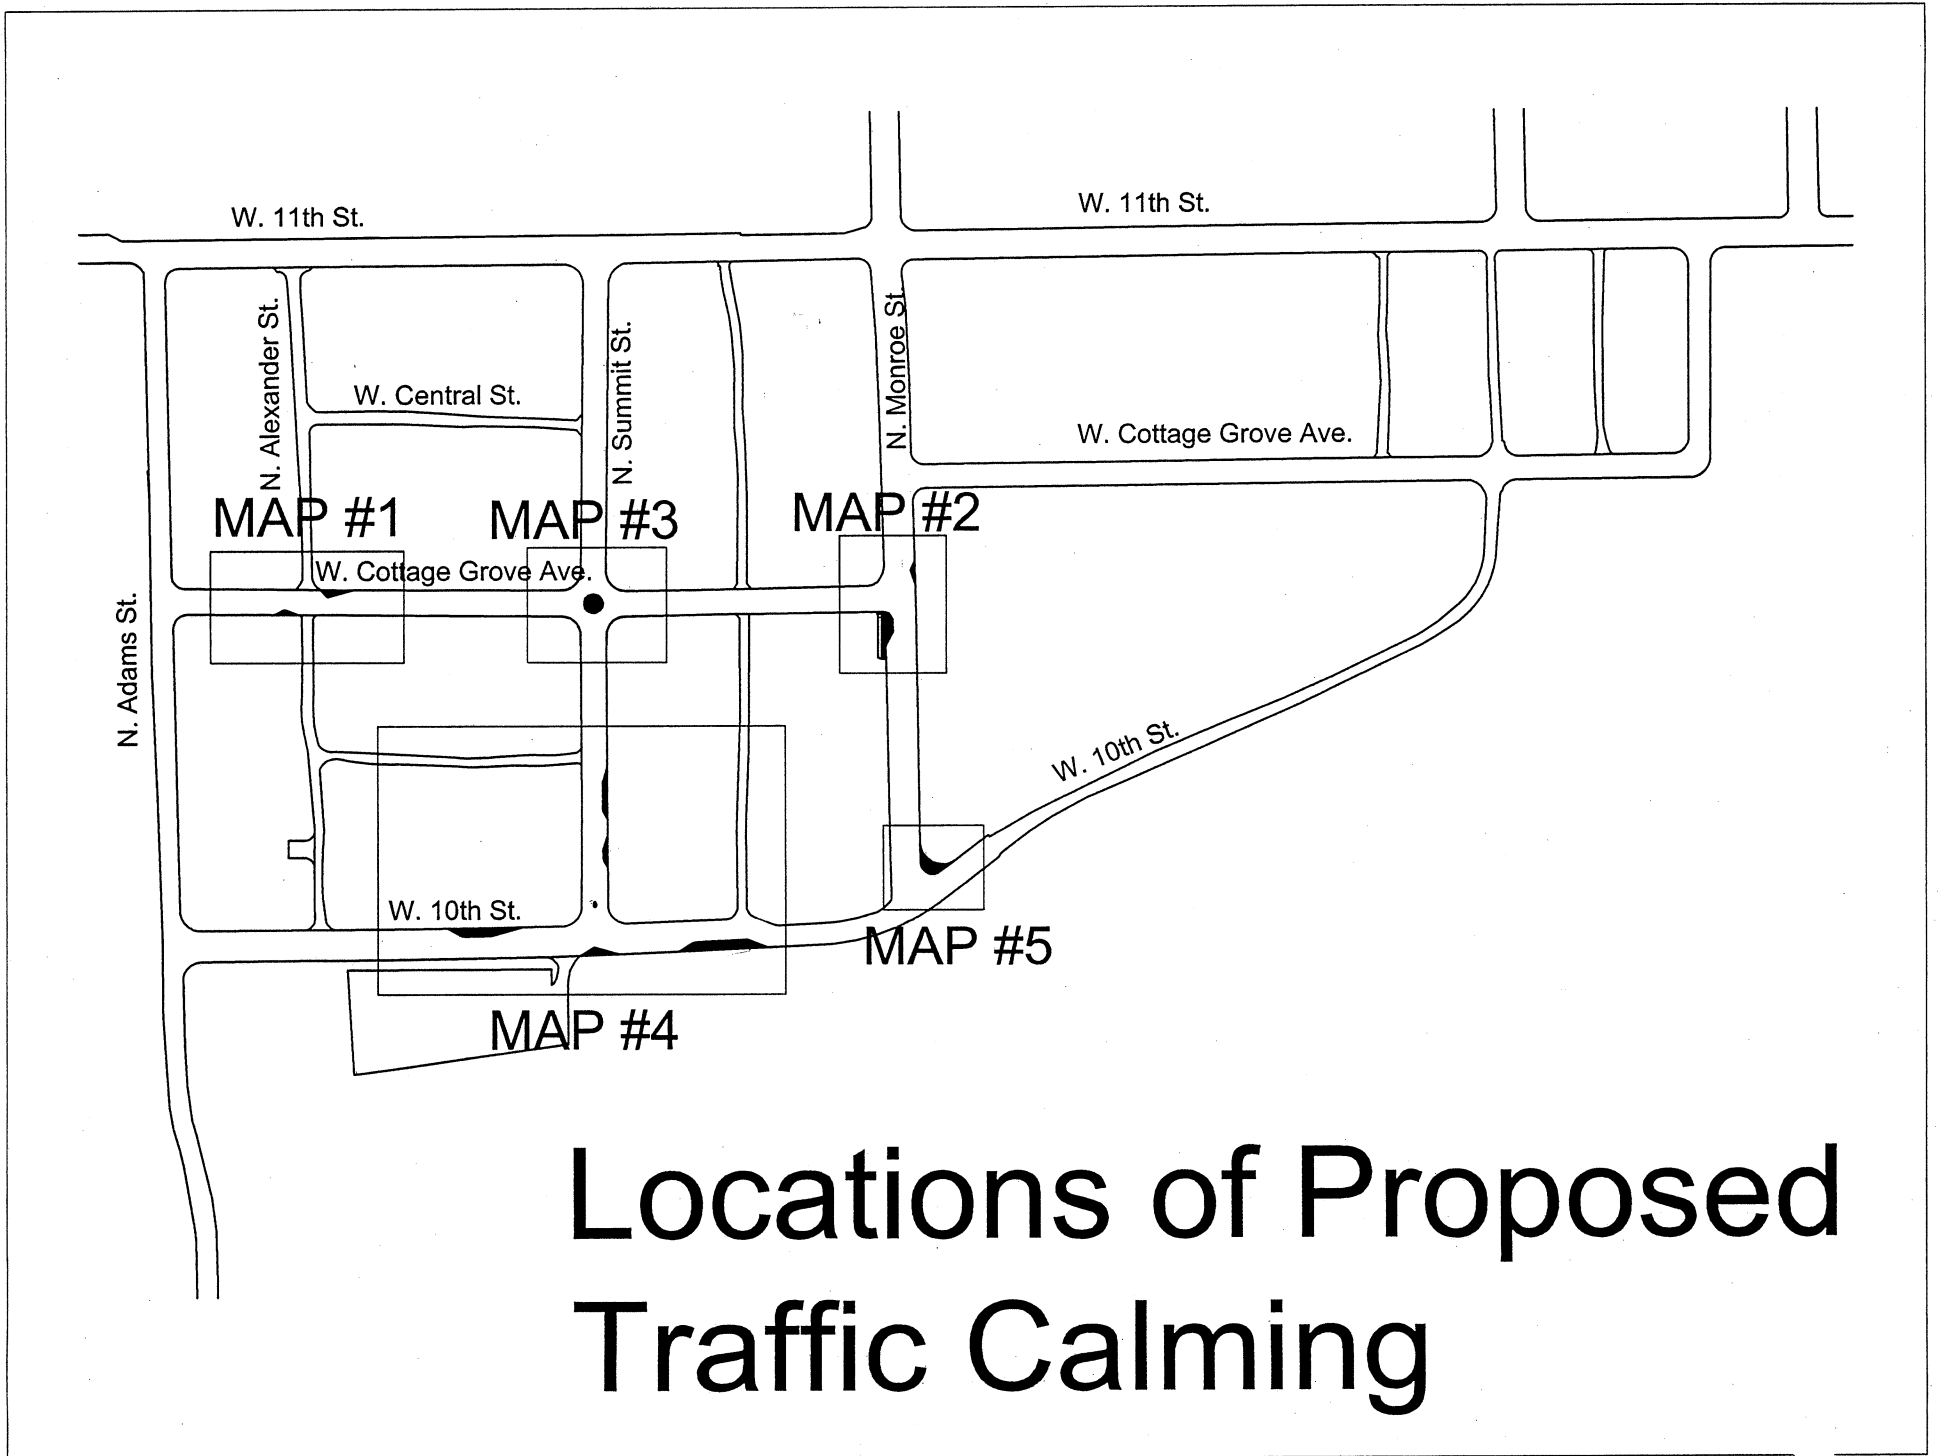 W. 11th St.
W. 11th St.
N. Alexander St.
N. Summit St.
N. Monroe St.
W. Central St.
W. Cottage Grove Ave.
MAP #1
MAP #3
MAP #2
W. Cottage Grove Ave.
N. Adams St.
W. 10th St.
W. 10th St.
MAP #5
MAP #4
Locations of Proposed
Traffic Calming